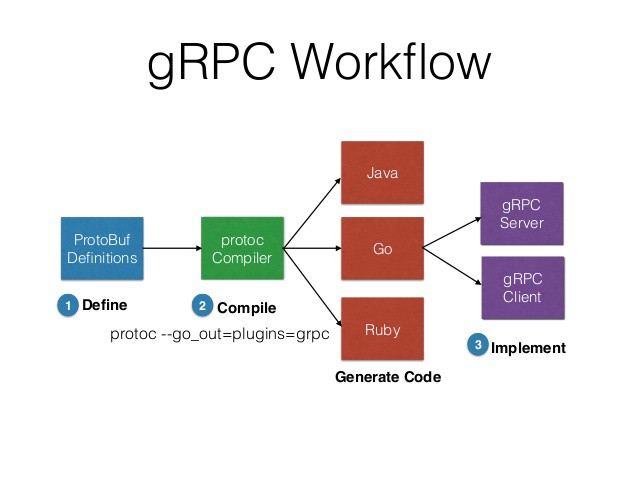 gRPC Workflow
ProtoBuf
Definitions
protoc
Compiler
Java
Go
Ruby
gRPC
Server
gRPC
Client
1 Define
2 Compile
protoc --go_out=plugins=grpc
3 Implement
Generate Code